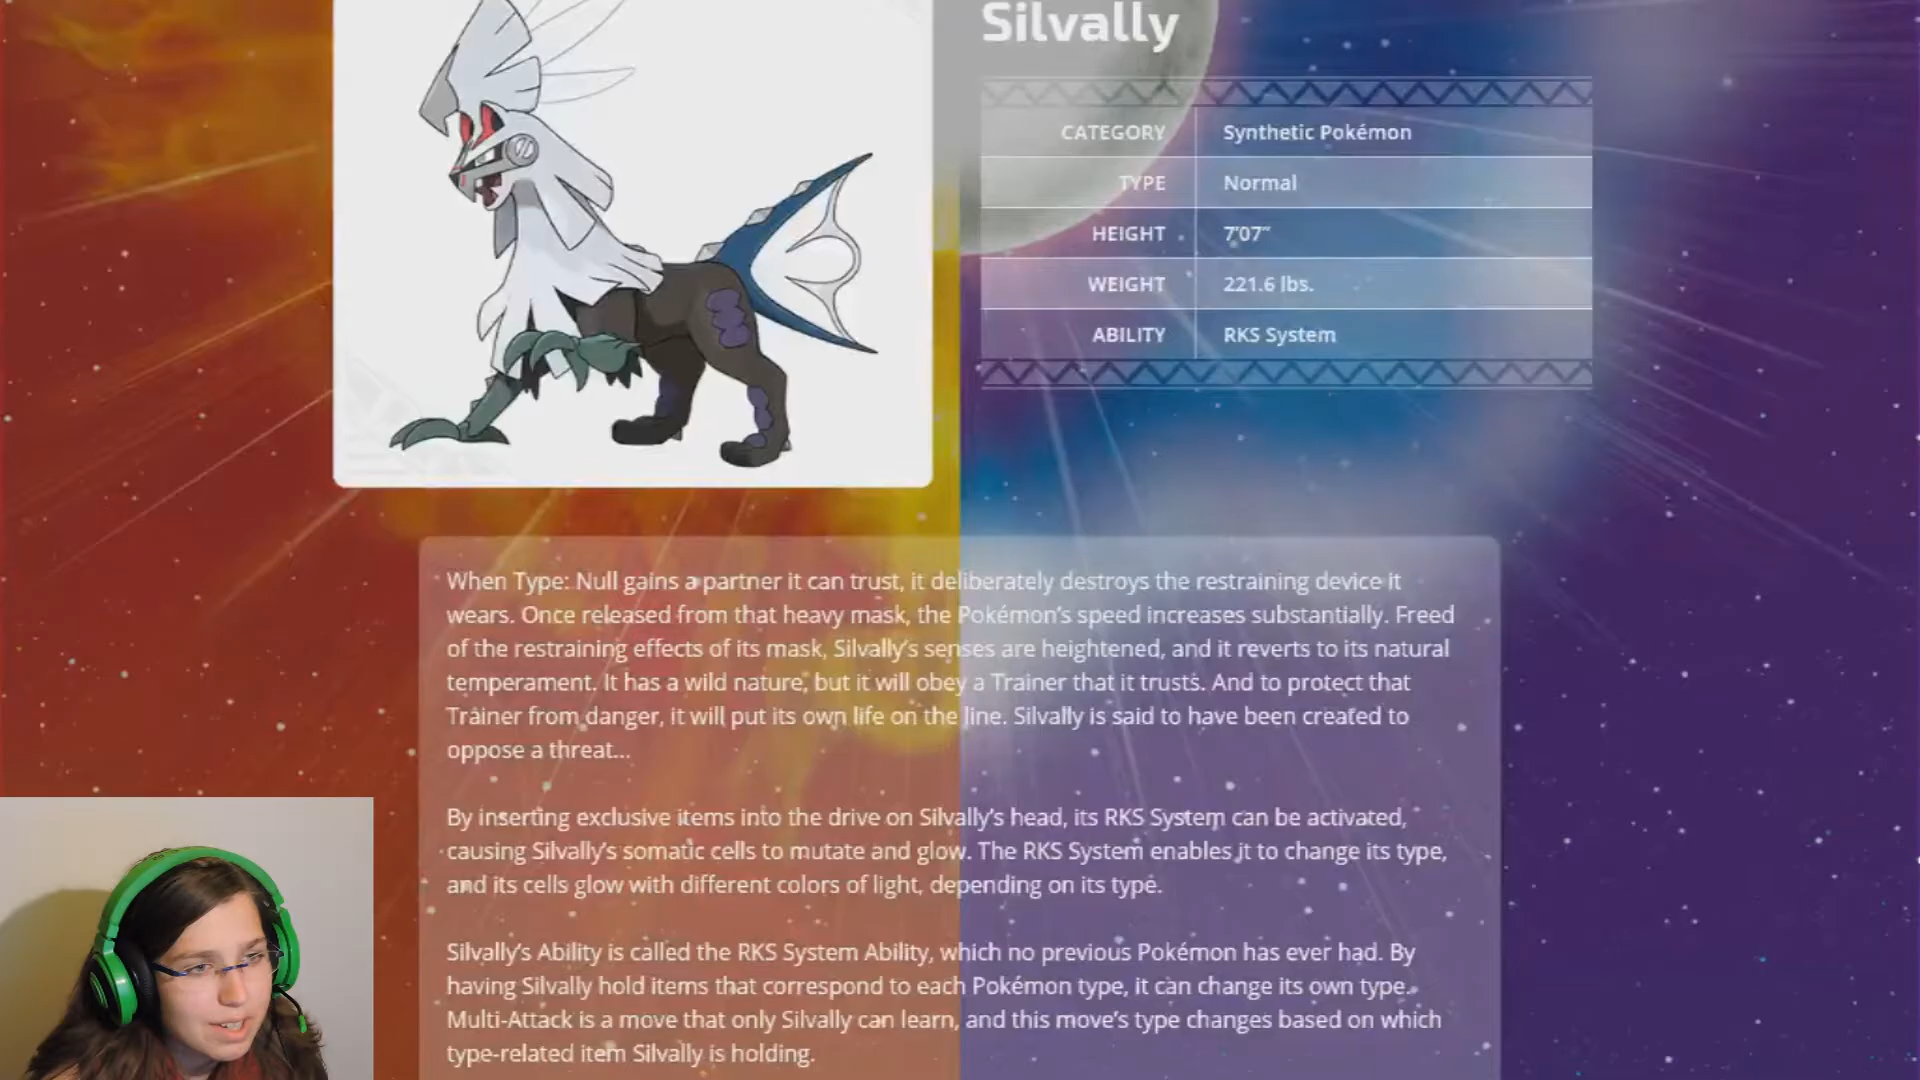 Silvally
CATEGORY Synthetic Pokémon
TYPE Normal
HEIGHT 7'07"
WEIGHT 221.6 lbs.
ABILITY RKS System
When Type: Null gains a partner it can trust, it deliberately destroys the restraining device it
wears. Once released from that heavy mask, the Pokémon's speed increases substantially. Freed
of the restraining effects of its mask, Silvally's senses are heightened, and it reverts to its natural
temperament. It has a wild nature, but it will obey a Trainer that it trusts. And to protect that
Trainer from danger, it will put its own life on the line. Silvally is said to have been created to
oppose a threat...
By inserting exclusive items into the drive on Silvally's head, its RKS System can be activated,
causing Silvally's somatic cells to mutate and glow. The RKS System enables it to change its type,
and its cells glow with different colors of light, depending on its type.
Silvally's Ability is called the RKS System Ability, which no previous Pokémon has ever had. By
having Silvally hold items that correspond to each Pokémon type, it can change its own type.
Multi-Attack is a move that only Silvally can learn, and this move's type changes based on which
type-related item Silvally is holding.